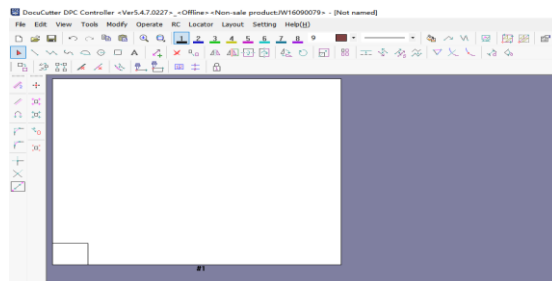 DocuCutter DPC Controller <Ver5.4.7.0227>_<Offline><Non-sale product:JW16090079> - [Not named]
File Edit View Tools Modify Operate RC Locator Layout Setting Help(H)
1 2 3 4 5 6 7 8 9
#1